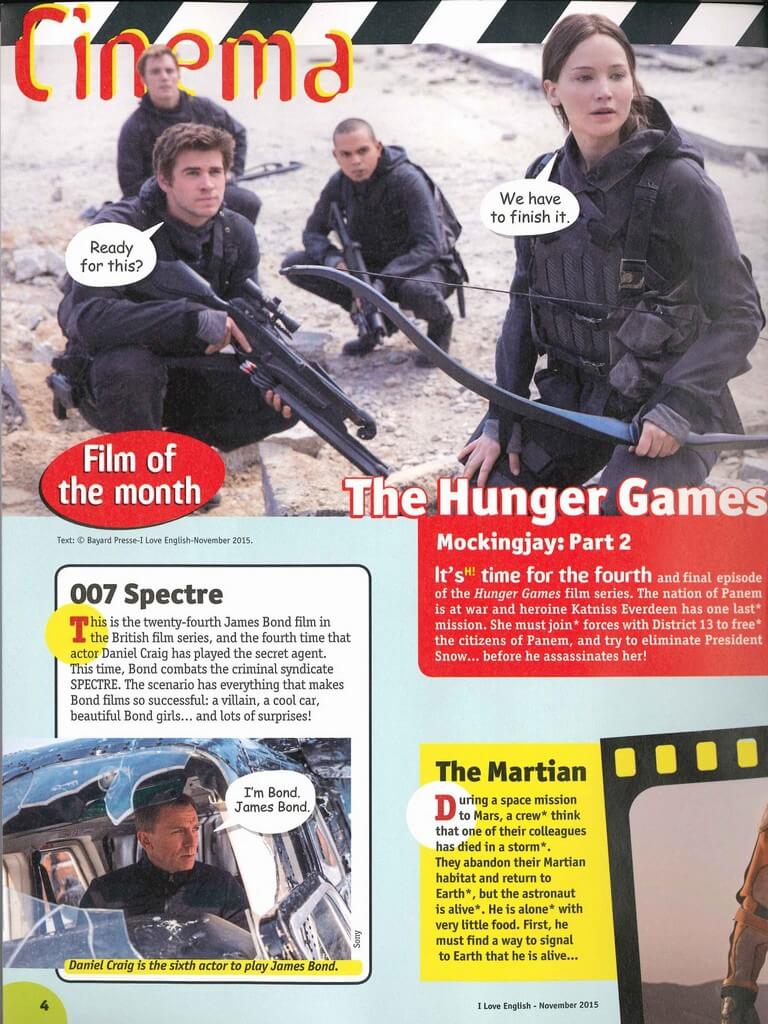 Cinema
Ready
for this?
We have
to finish it.
Film of
the month
The Hunger Games
Text: © Bayard Presse-I Love English-November 2015.
Mockingjay: Part 2
It's H! time for the fourth and final episode
of the Hunger Games film series. The nation of Panem
is at war and heroine Katniss Everdeen has one last*
mission. She must join* forces with District 13 to free*
the citizens of Panem, and try to eliminate President
Snow... before he assassinates her!
007 Spectre
This is the twenty-fourth James Bond film in
the British film series, and the fourth time that
actor Daniel Craig has played the secret agent.
This time, Bond combats the criminal syndicate
SPECTRE. The scenario has everything that makes
Bond films so successful: a villain, a cool car,
beautiful Bond girls... and lots of surprises!
I'm Bond.
James Bond.
Sony
Daniel Craig is the sixth actor to play James Bond.
The Martian
During a space mission
to Mars, a crew* think
that one of their colleagues
has died in a storm*.
They abandon their Martian
habitat and return to
Earth*, but the astronaut
is alive*. He is alone* with
very little food. First, he
must find a way to signal
to Earth that he is alive...
4
I Love English - November 2015